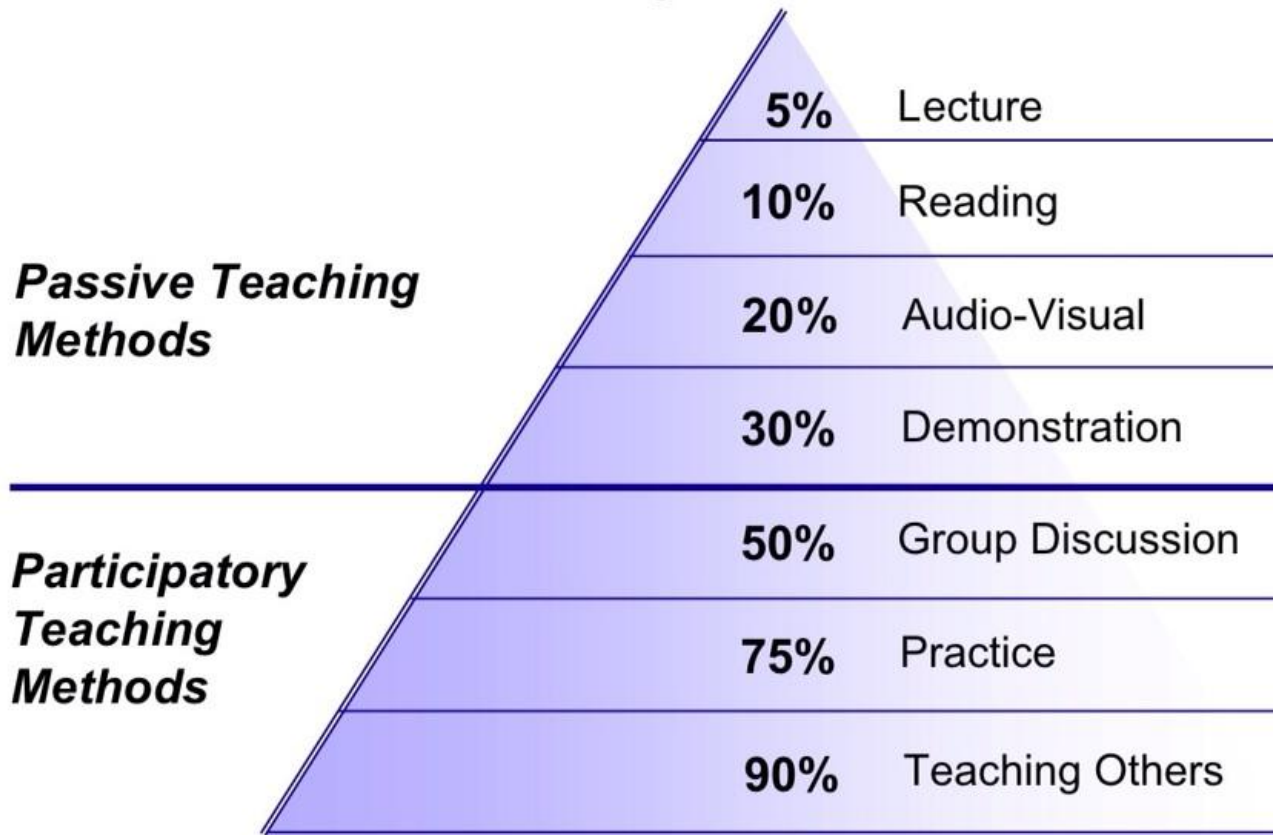 5% Lecture
10% Reading
Passive Teaching
Methods
20% Audio-Visual
30% Demonstration
50% Group Discussion
Participatory
Teaching
Methods
75% Practice
90% Teaching Others